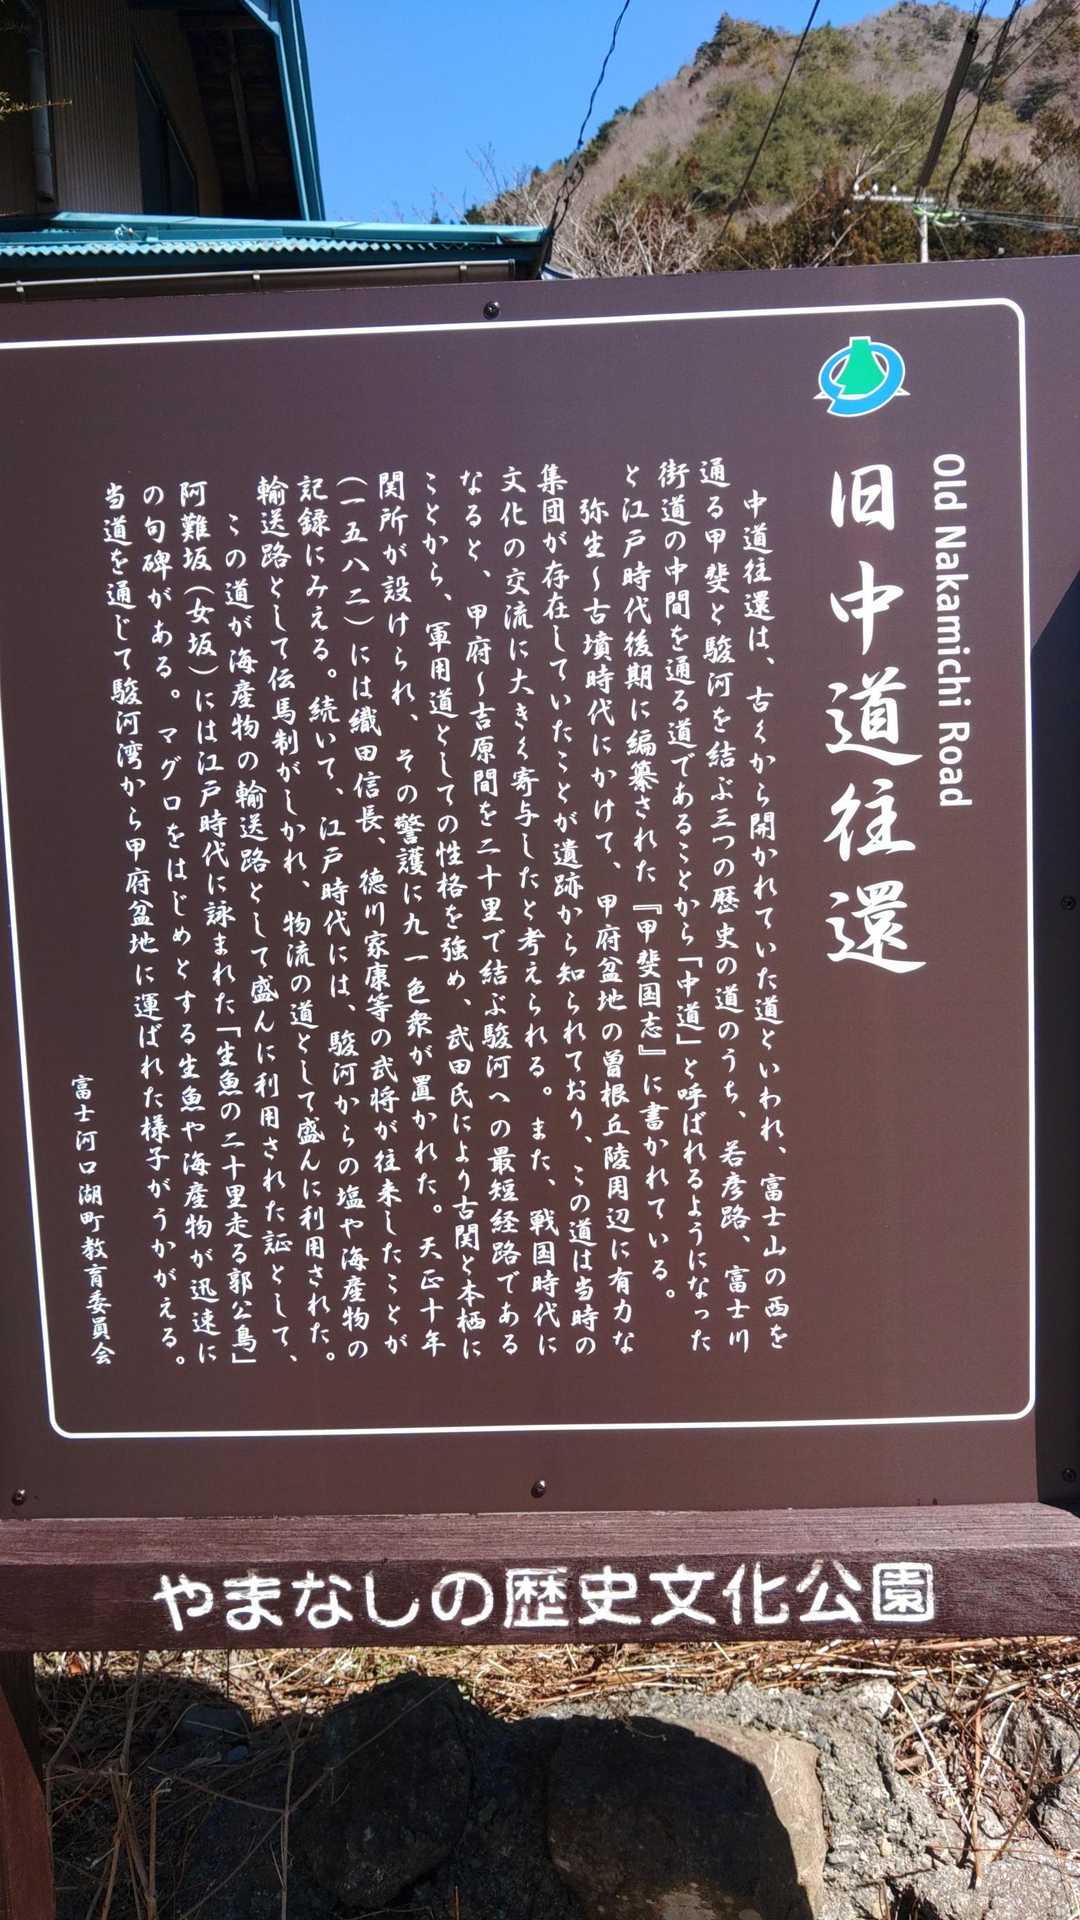 Old Nakamichi Road
旧中道往還
中道往還は、古くから開かれていた道といわれ、富士山の西を
通る甲斐と駿河を結ぶ三つの歴史の道のうち、若彦路、富士川
街道の中間を通る道であることから「中道」と呼ばれるようになった
と江戸時代後期に編纂された『甲斐国志』に書かれている。
弥生～古墳時代にかけて、甲府盆地の曽根丘陵周辺に有力な
集団が存在していたことが遺跡から知られており、この道は当時の
文化の交流に大きく寄与したと考えられる。また、戦国時代に
なると、甲府～吉原間を二十里で結ぶ駿河への最短経路である
ことから、軍用道としての性格を強め、武田氏により古関と本栖に
関所が設けられ、その警護に九一色衆が置かれた。天正十年
(一五八二)には織田信長、徳川家康等の武将が往来したことが
記録にみえる。続いて、江戸時代には、駿河からの塩や海産物の
輸送路として伝馬制がしかれ、物流の道として盛んに利用された。
この道が海産物の輸送路として盛んに利用された証として、
阿難坂(女坂)には江戸時代に詠まれた「生魚の二十里走る郭公鳥」
の句碑がある。マグロをはじめとする生魚や海産物が迅速に
当道を通じて駿河湾から甲府盆地に運ばれた様子がうかがえる。
富士河口湖町教育委員会
やまなしの歴史文化公園